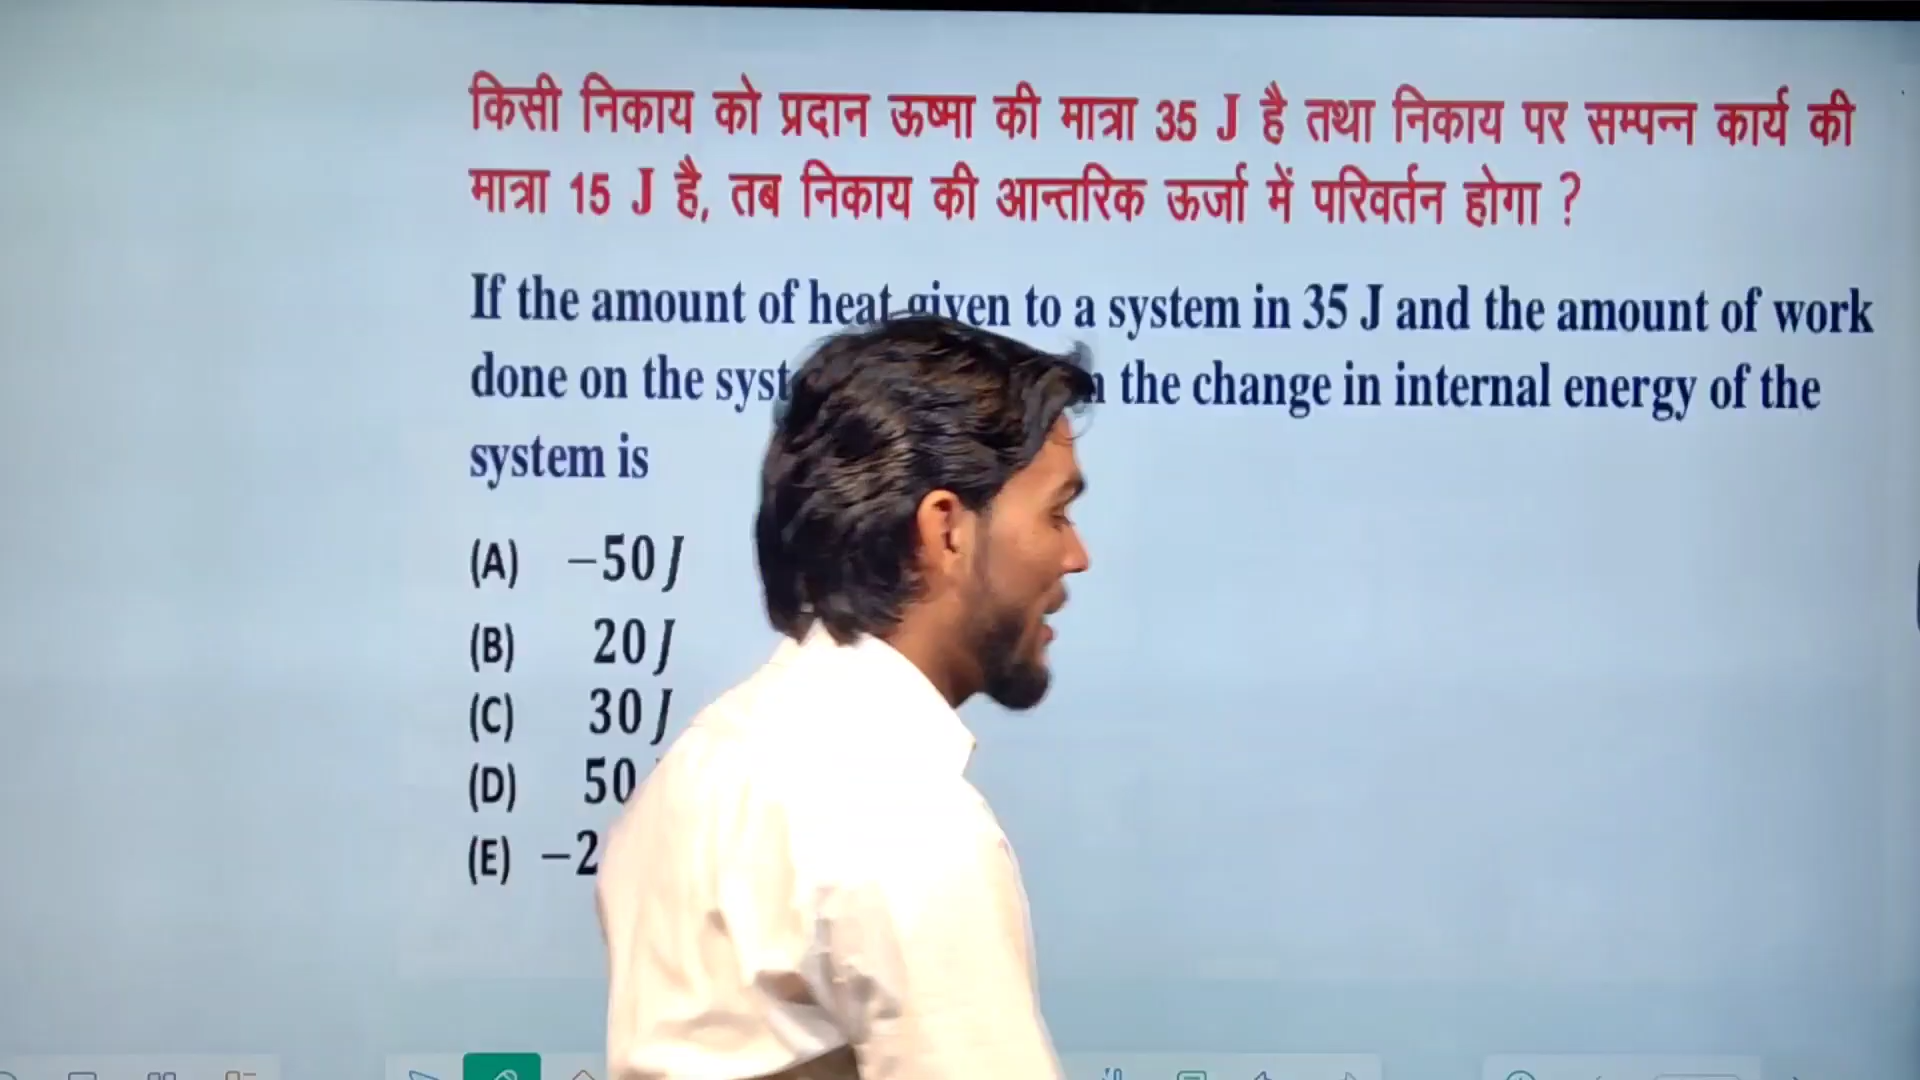 किसी निकाय को प्रदान ऊष्मा की मात्रा 35 J है तथा निकाय पर सम्पन्न कार्य की
मात्रा 15 J है, तब निकाय की आन्तरिक ऊर्जा में परिवर्तन होगा ?
If the amount of heat given to a system in 35 J and the amount of work
done on the the change in internal energy of the
system is
(A) −50 J
(B) 20 J
(C) 30 J
(D) 50
(E) −2